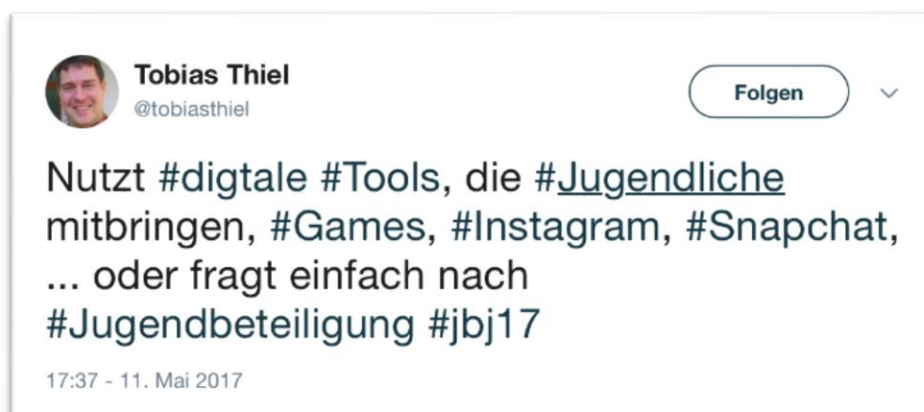 Tobias Thiel
@tobiasthiel
Folgen
Nutzt #digtale #Tools, die #Jugendliche
mitbringen, #Games, #Instagram, #Snapchat,
... oder fragt einfach nach
#Jugendbeteiligung #jbj17
17:37 - 11. Mai 2017